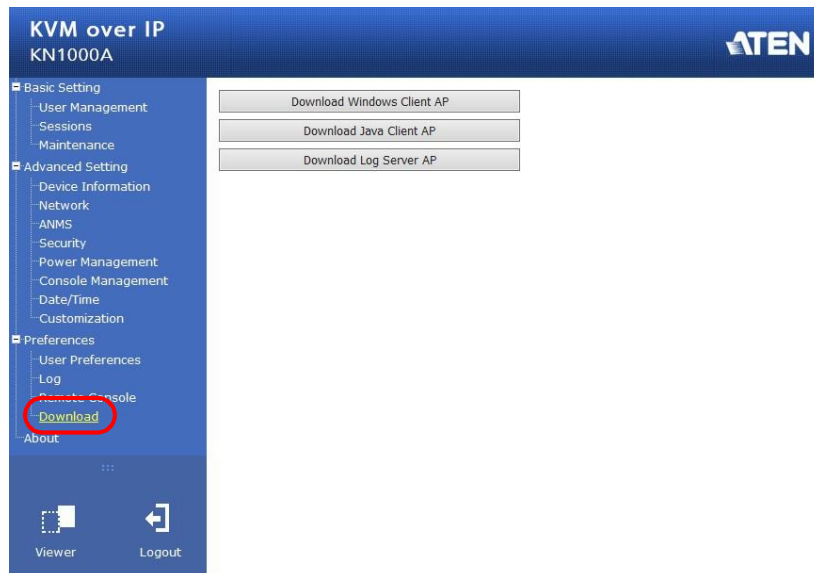 KVM over IP
KN1000A
ATEN
Basic Setting
User Management
Sessions
Maintenance
Advanced Setting
Device Information
Network
ANMS
Security
Power Management
Console Management
Date/Time
Customization
Preferences
User Preferences
Log
Remote Console
Download
About
Viewer
Logout
Download Windows Client AP
Download Java Client AP
Download Log Server AP